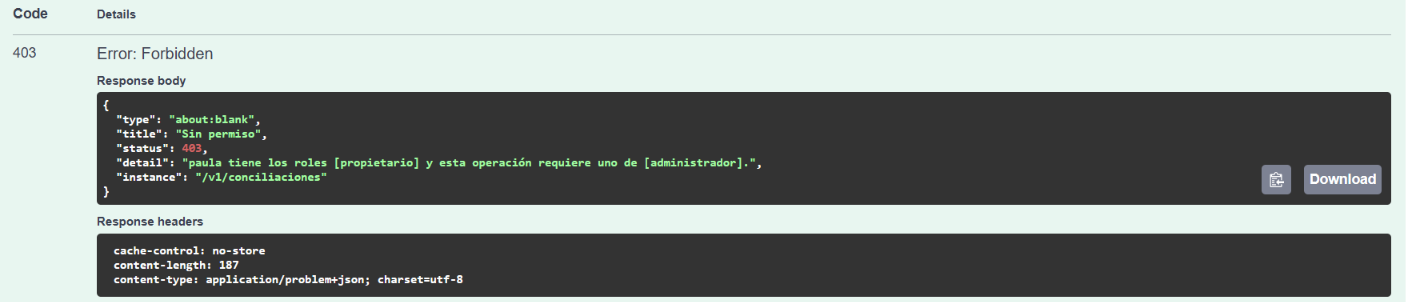 Code Details
403 Error: Forbidden
Response body
{
  "type": "about:blank",
  "title": "Sin permiso",
  "status": 403,
  "detail": "paula tiene los roles [propietario] y esta operación requiere uno de [administrador].",
  "instance": "/v1/conciliaciones"
}
Download
Response headers
cache-control: no-store
content-length: 187
content-type: application/problem+json; charset=utf-8